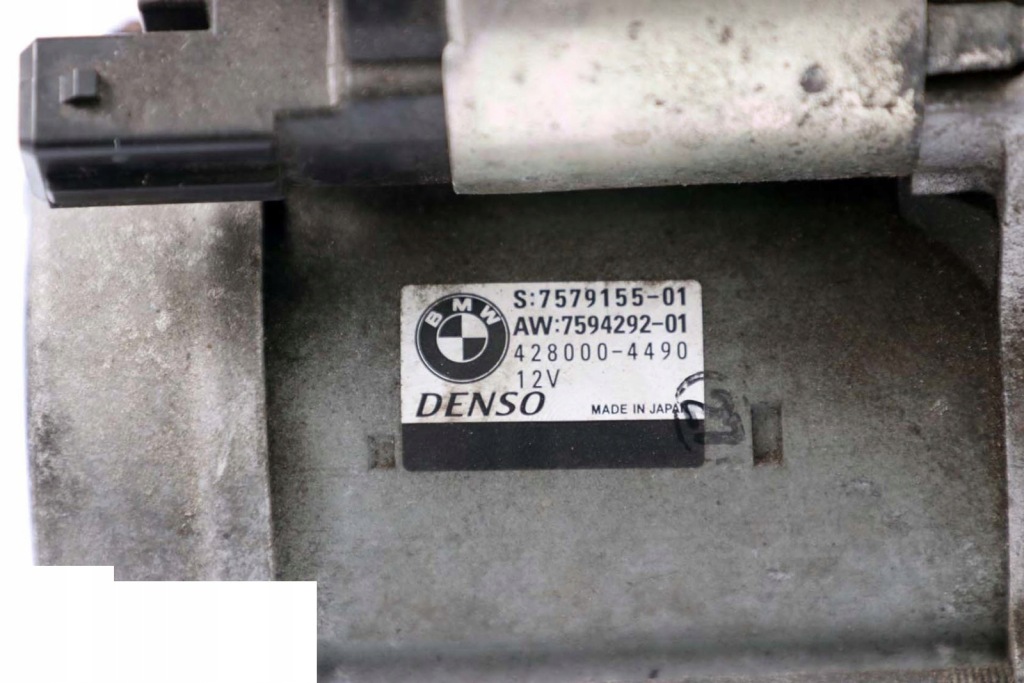 BMW
S:7579155-01
AW:7594292-01
428000-4490
12V
DENSO
MADE IN JAPAN